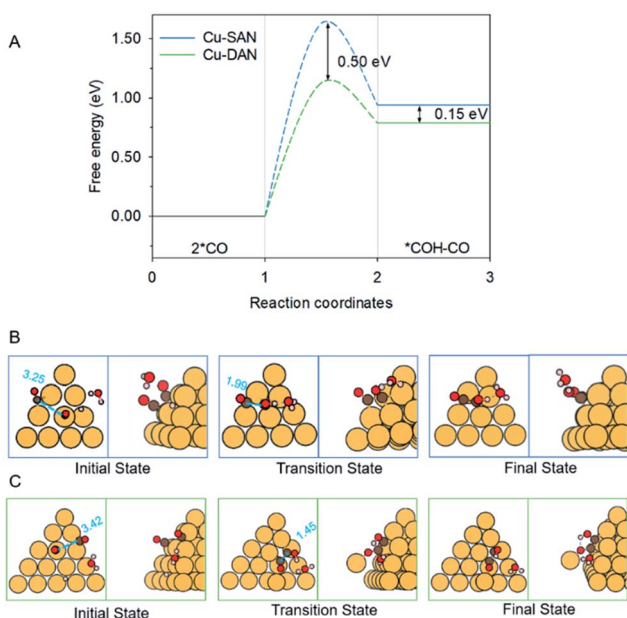 A
Cu-SAN
Cu-DAN
Free energy (eV)
1.50
1.00
0.50
0.00
0.50 eV
0.15 eV
2*CO
*COH-CO
0
1
2
3
Reaction coordinates
B
3.25
1.99
Initial State
Transition State
Final State
C
3.42
1.45
Initial State
Transition State
Final State